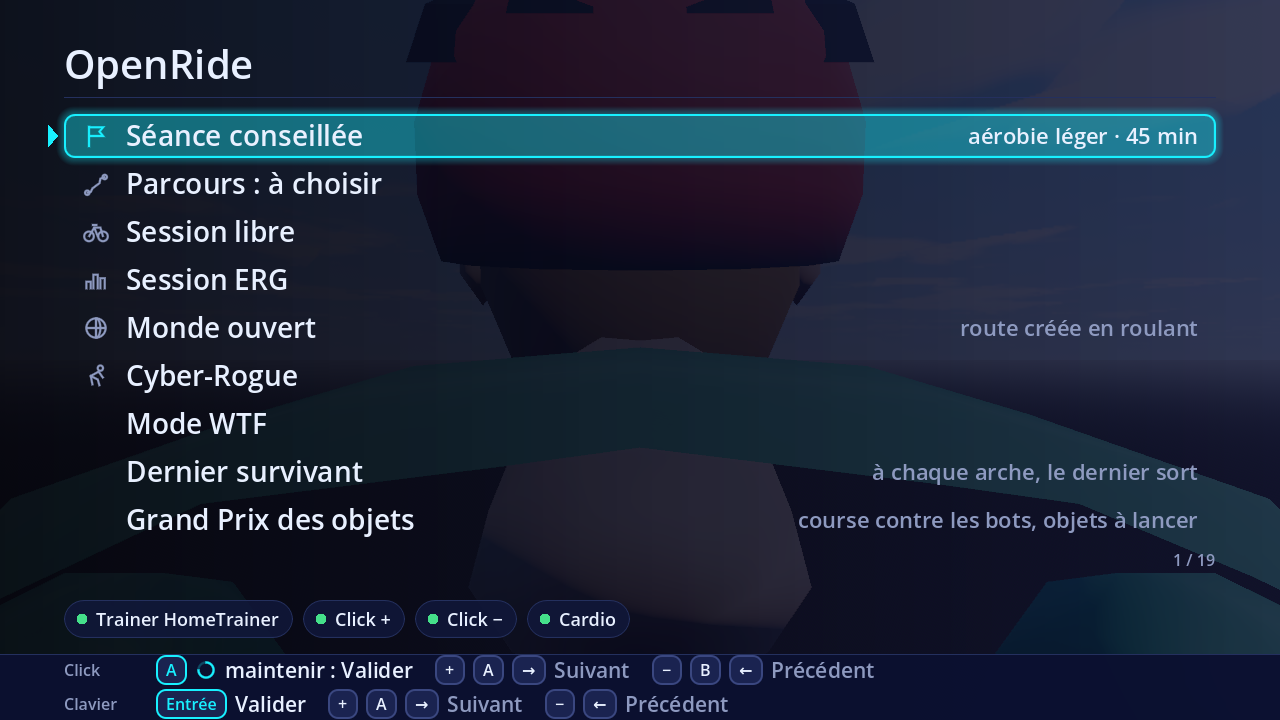 OpenRide
Séance conseillée aérobie léger · 45 min
Parcours : à choisir
Session libre
Session ERG
Monde ouvert route créée en roulant
Cyber-Rogue
Mode WTF
Dernier survivant à chaque arche, le dernier sort
Grand Prix des objets course contre les bots, objets à lancer
1 / 19
Trainer HomeTrainer Click + Click − Cardio
Click A maintenir : Valider + A → Suivant − B ← Précédent
Clavier Entrée Valider + A → Suivant − ← Précédent